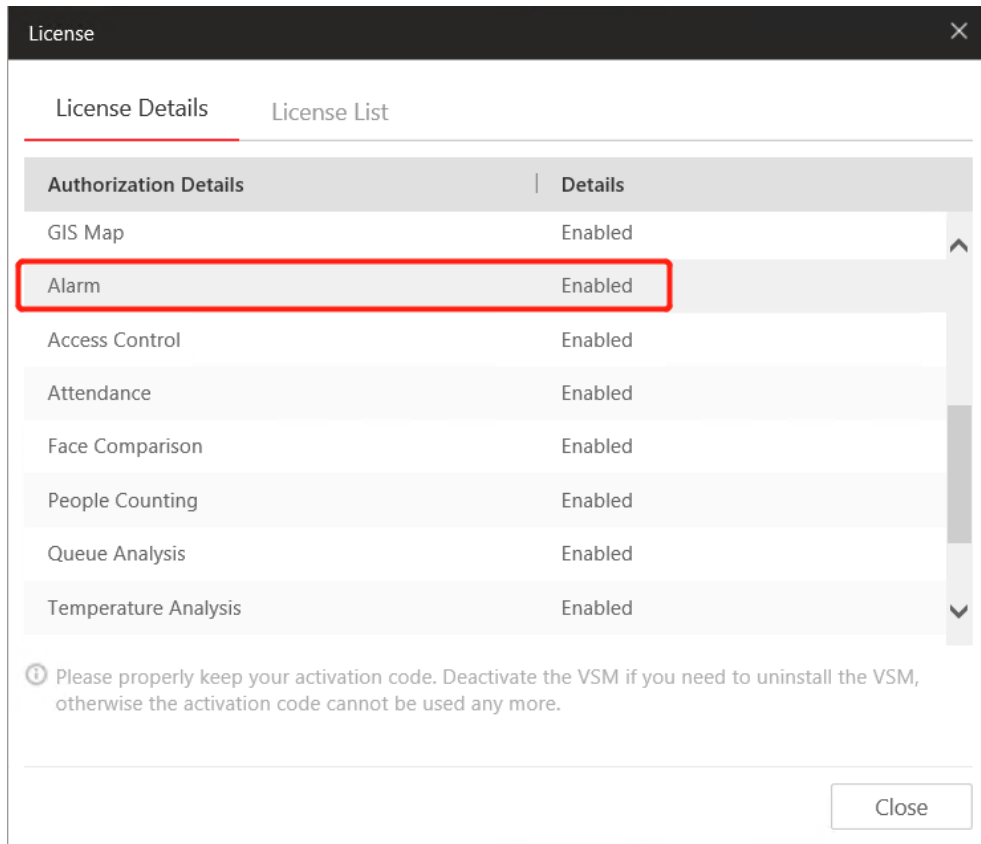 License
License Details License List
Authorization Details Details
GIS Map Enabled
Alarm Enabled
Access Control Enabled
Attendance Enabled
Face Comparison Enabled
People Counting Enabled
Queue Analysis Enabled
Temperature Analysis Enabled
Please properly keep your activation code. Deactivate the VSM if you need to uninstall the VSM,
otherwise the activation code cannot be used any more.
Close